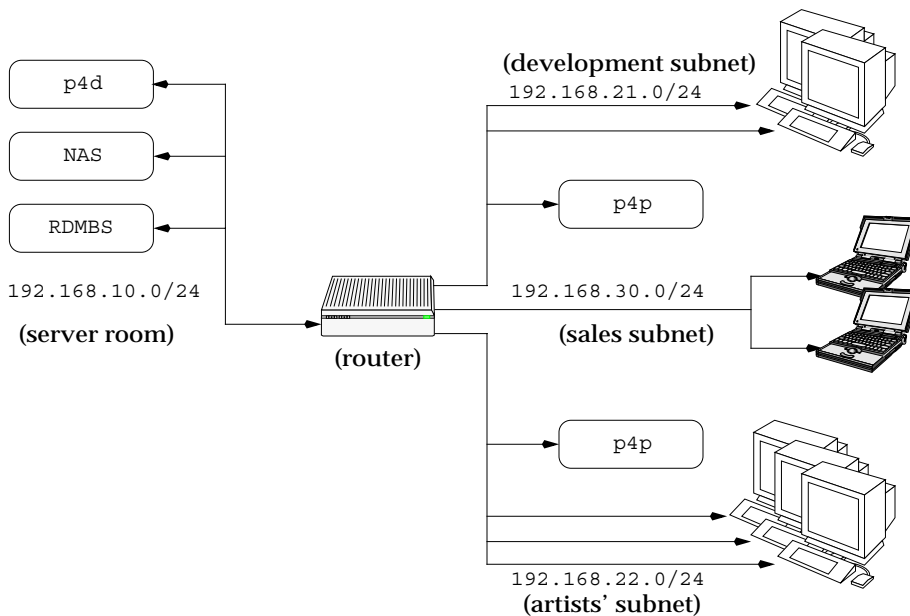 p4d
NAS
RDMBS
192.168.10.0/24
(server room)
(router)
(development subnet)
192.168.21.0/24
p4p
192.168.30.0/24
(sales subnet)
p4p
192.168.22.0/24
(artists' subnet)